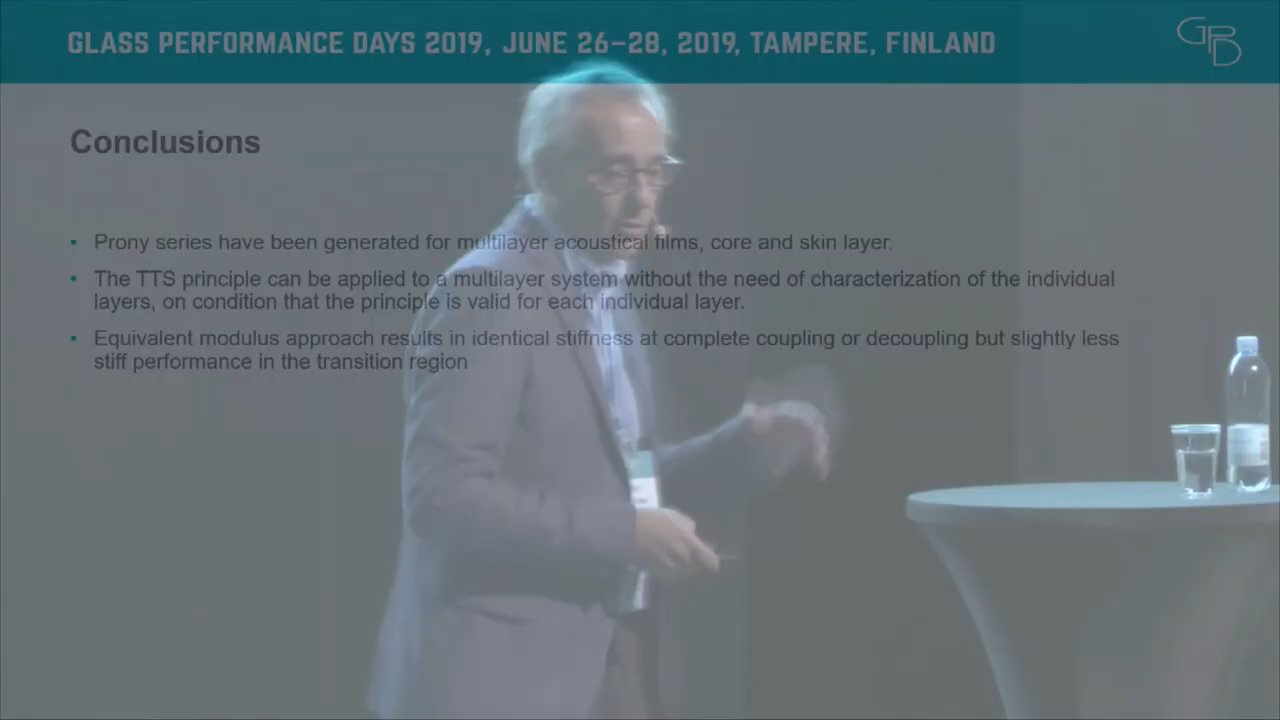 GLASS PERFORMANCE DAYS 2019, JUNE 26–28, 2019, TAMPERE, FINLAND
GPD
Conclusions
• Prony series have been generated for multilayer acoustical films, core and skin layer.
• The TTS principle can be applied to a multilayer system without the need of characterization of the individual
layers, on condition that the principle is valid for each individual layer.
• Equivalent modulus approach results in identical stiffness at complete coupling or decoupling but slightly less
stiff performance in the transition region